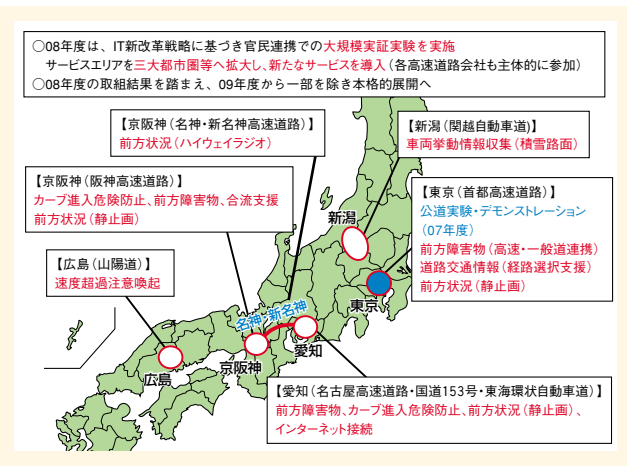 ○08年度は、IT新改革戦略に基づき官民連携での大規模実証実験を実施
サービスエリアを三大都市圏等へ拡大し、新たなサービスを導入（各高速道路会社も主体的に参加）
○08年度の取組結果を踏まえ、09年度から一部を除き本格的展開へ
【京阪神（名神・新名神高速道路）】
前方状況（ハイウェイラジオ）
【新潟（関越自動車道）】
車両挙動情報収集（積雪路面）
【京阪神（阪神高速道路）】
カーブ進入危険防止、前方障害物、合流支援
前方状況（静止画）
【東京（首都高速道路）】
公道実験・デモンストレーション
（07年度）
前方障害物（高速・一般道連携）
道路交通情報（経路選択支援）
前方状況（静止画）
【広島（山陽道）】
速度超過注意喚起
新潟
東京
名神・新名神
愛知
京阪神
広島
【愛知（名古屋高速道路・国道153号・東海環状自動車道）】
前方障害物、カーブ進入危険防止、前方状況（静止画）、
インターネット接続